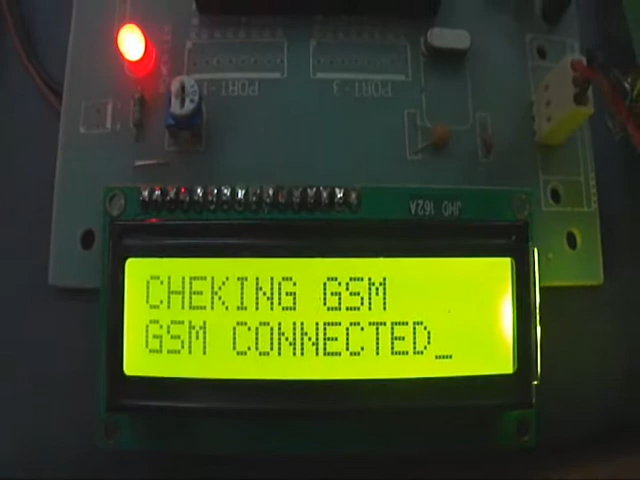 PORT-1 PORT-3
JHD 162A
CHEKING GSM
GSM CONNECTED_